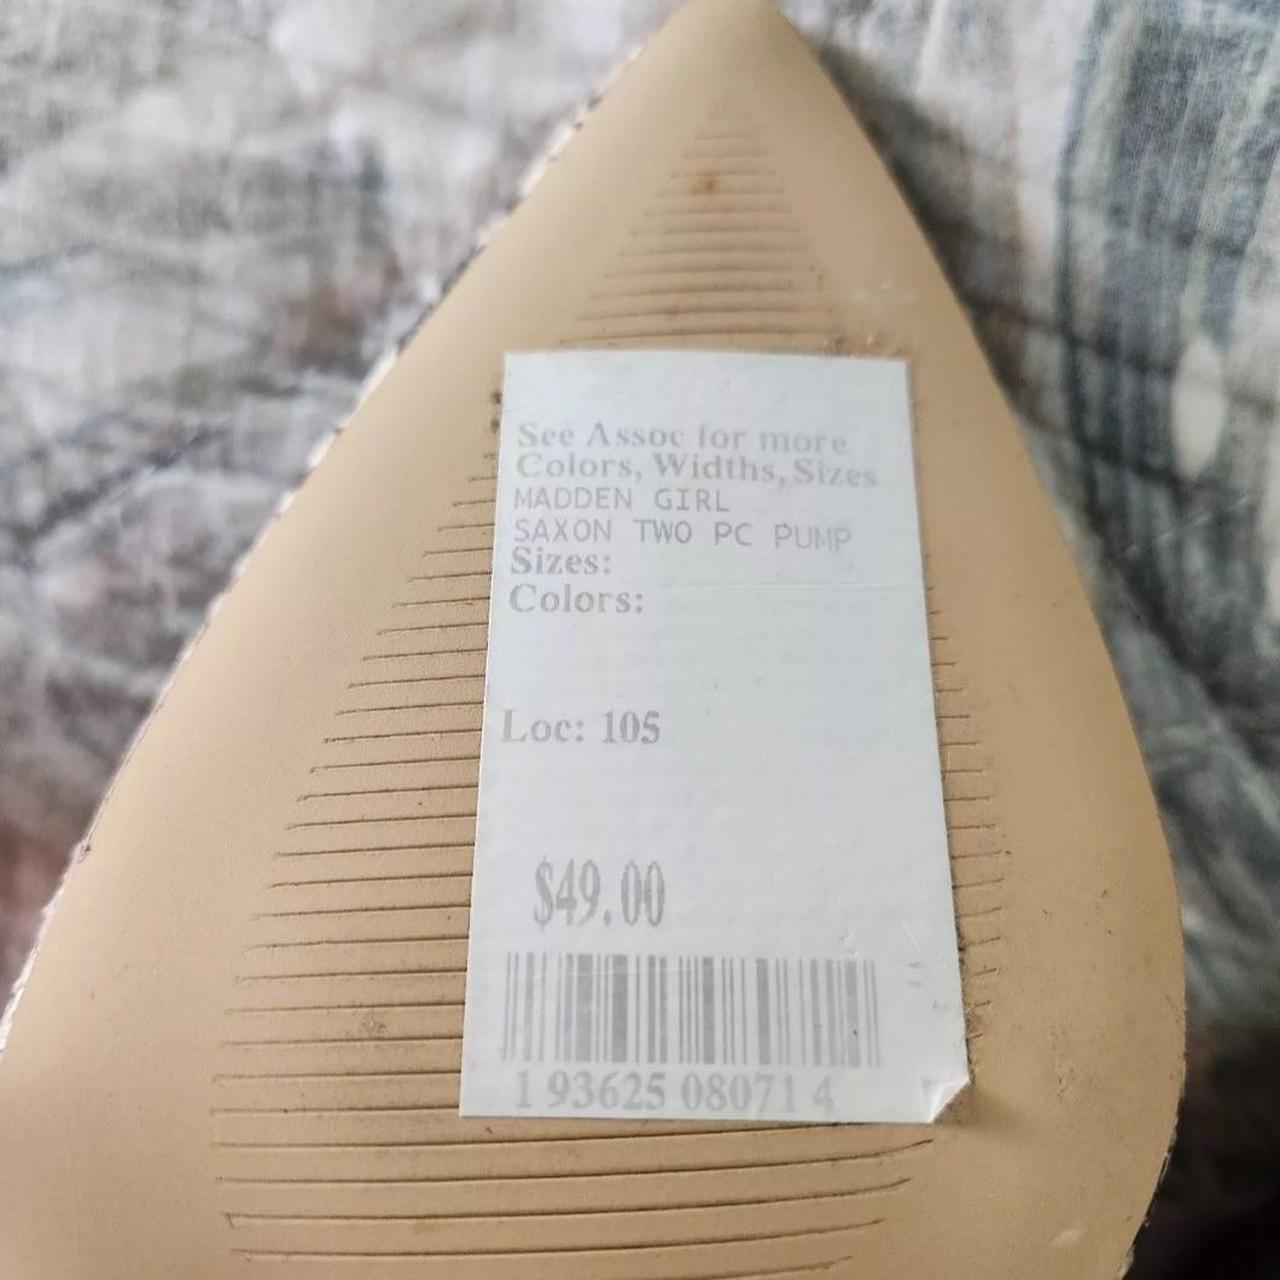 See Assoc for more
Colors, Widths, Sizes
MADDEN GIRL
SAXON TWO PC PUMP
Sizes:
Colors:
Loc: 105
$49.00
1 93625 08071 4